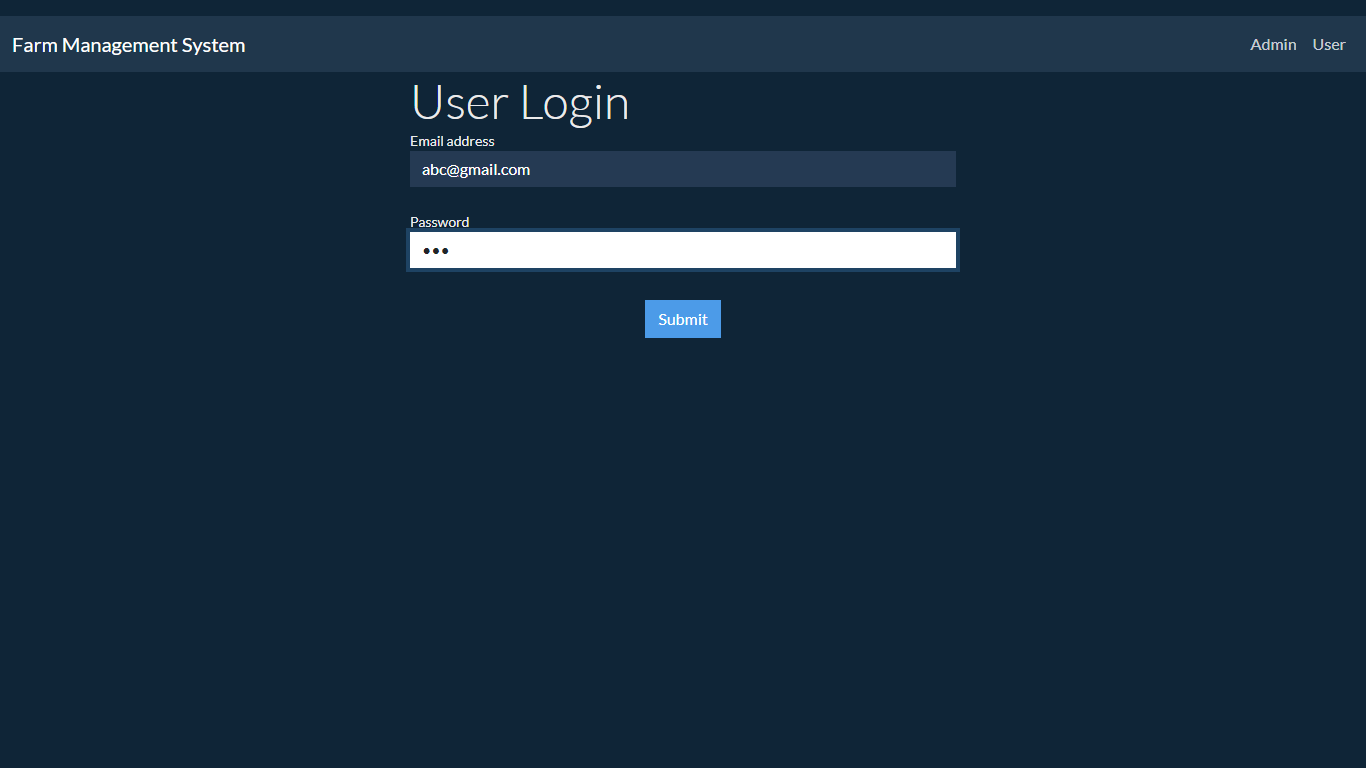 Farm Management System
Admin User
User Login
Email address
abc@gmail.com
Password
•••
Submit